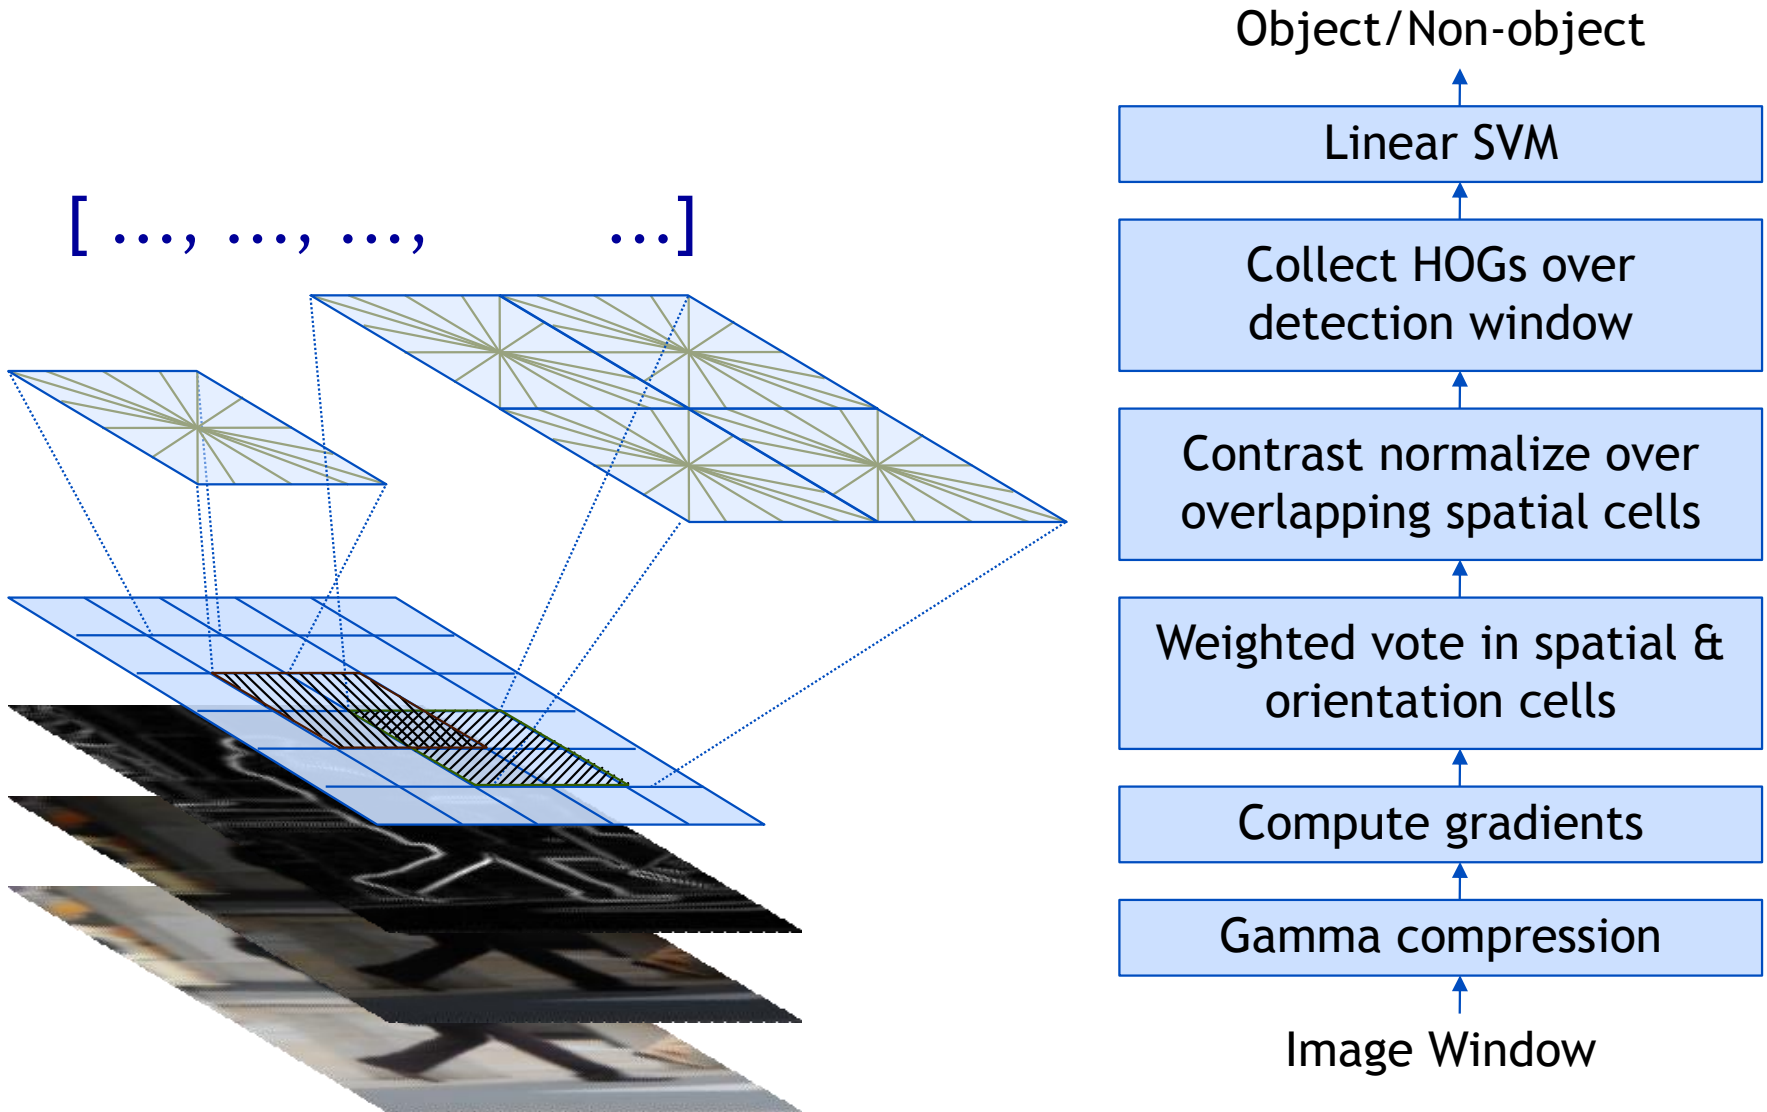 Object/Non-object
Linear SVM
[ ..., ..., ..., ...]
Collect HOGs over
detection window
Contrast normalize over
overlapping spatial cells
Weighted vote in spatial &
orientation cells
Compute gradients
Gamma compression
Image Window